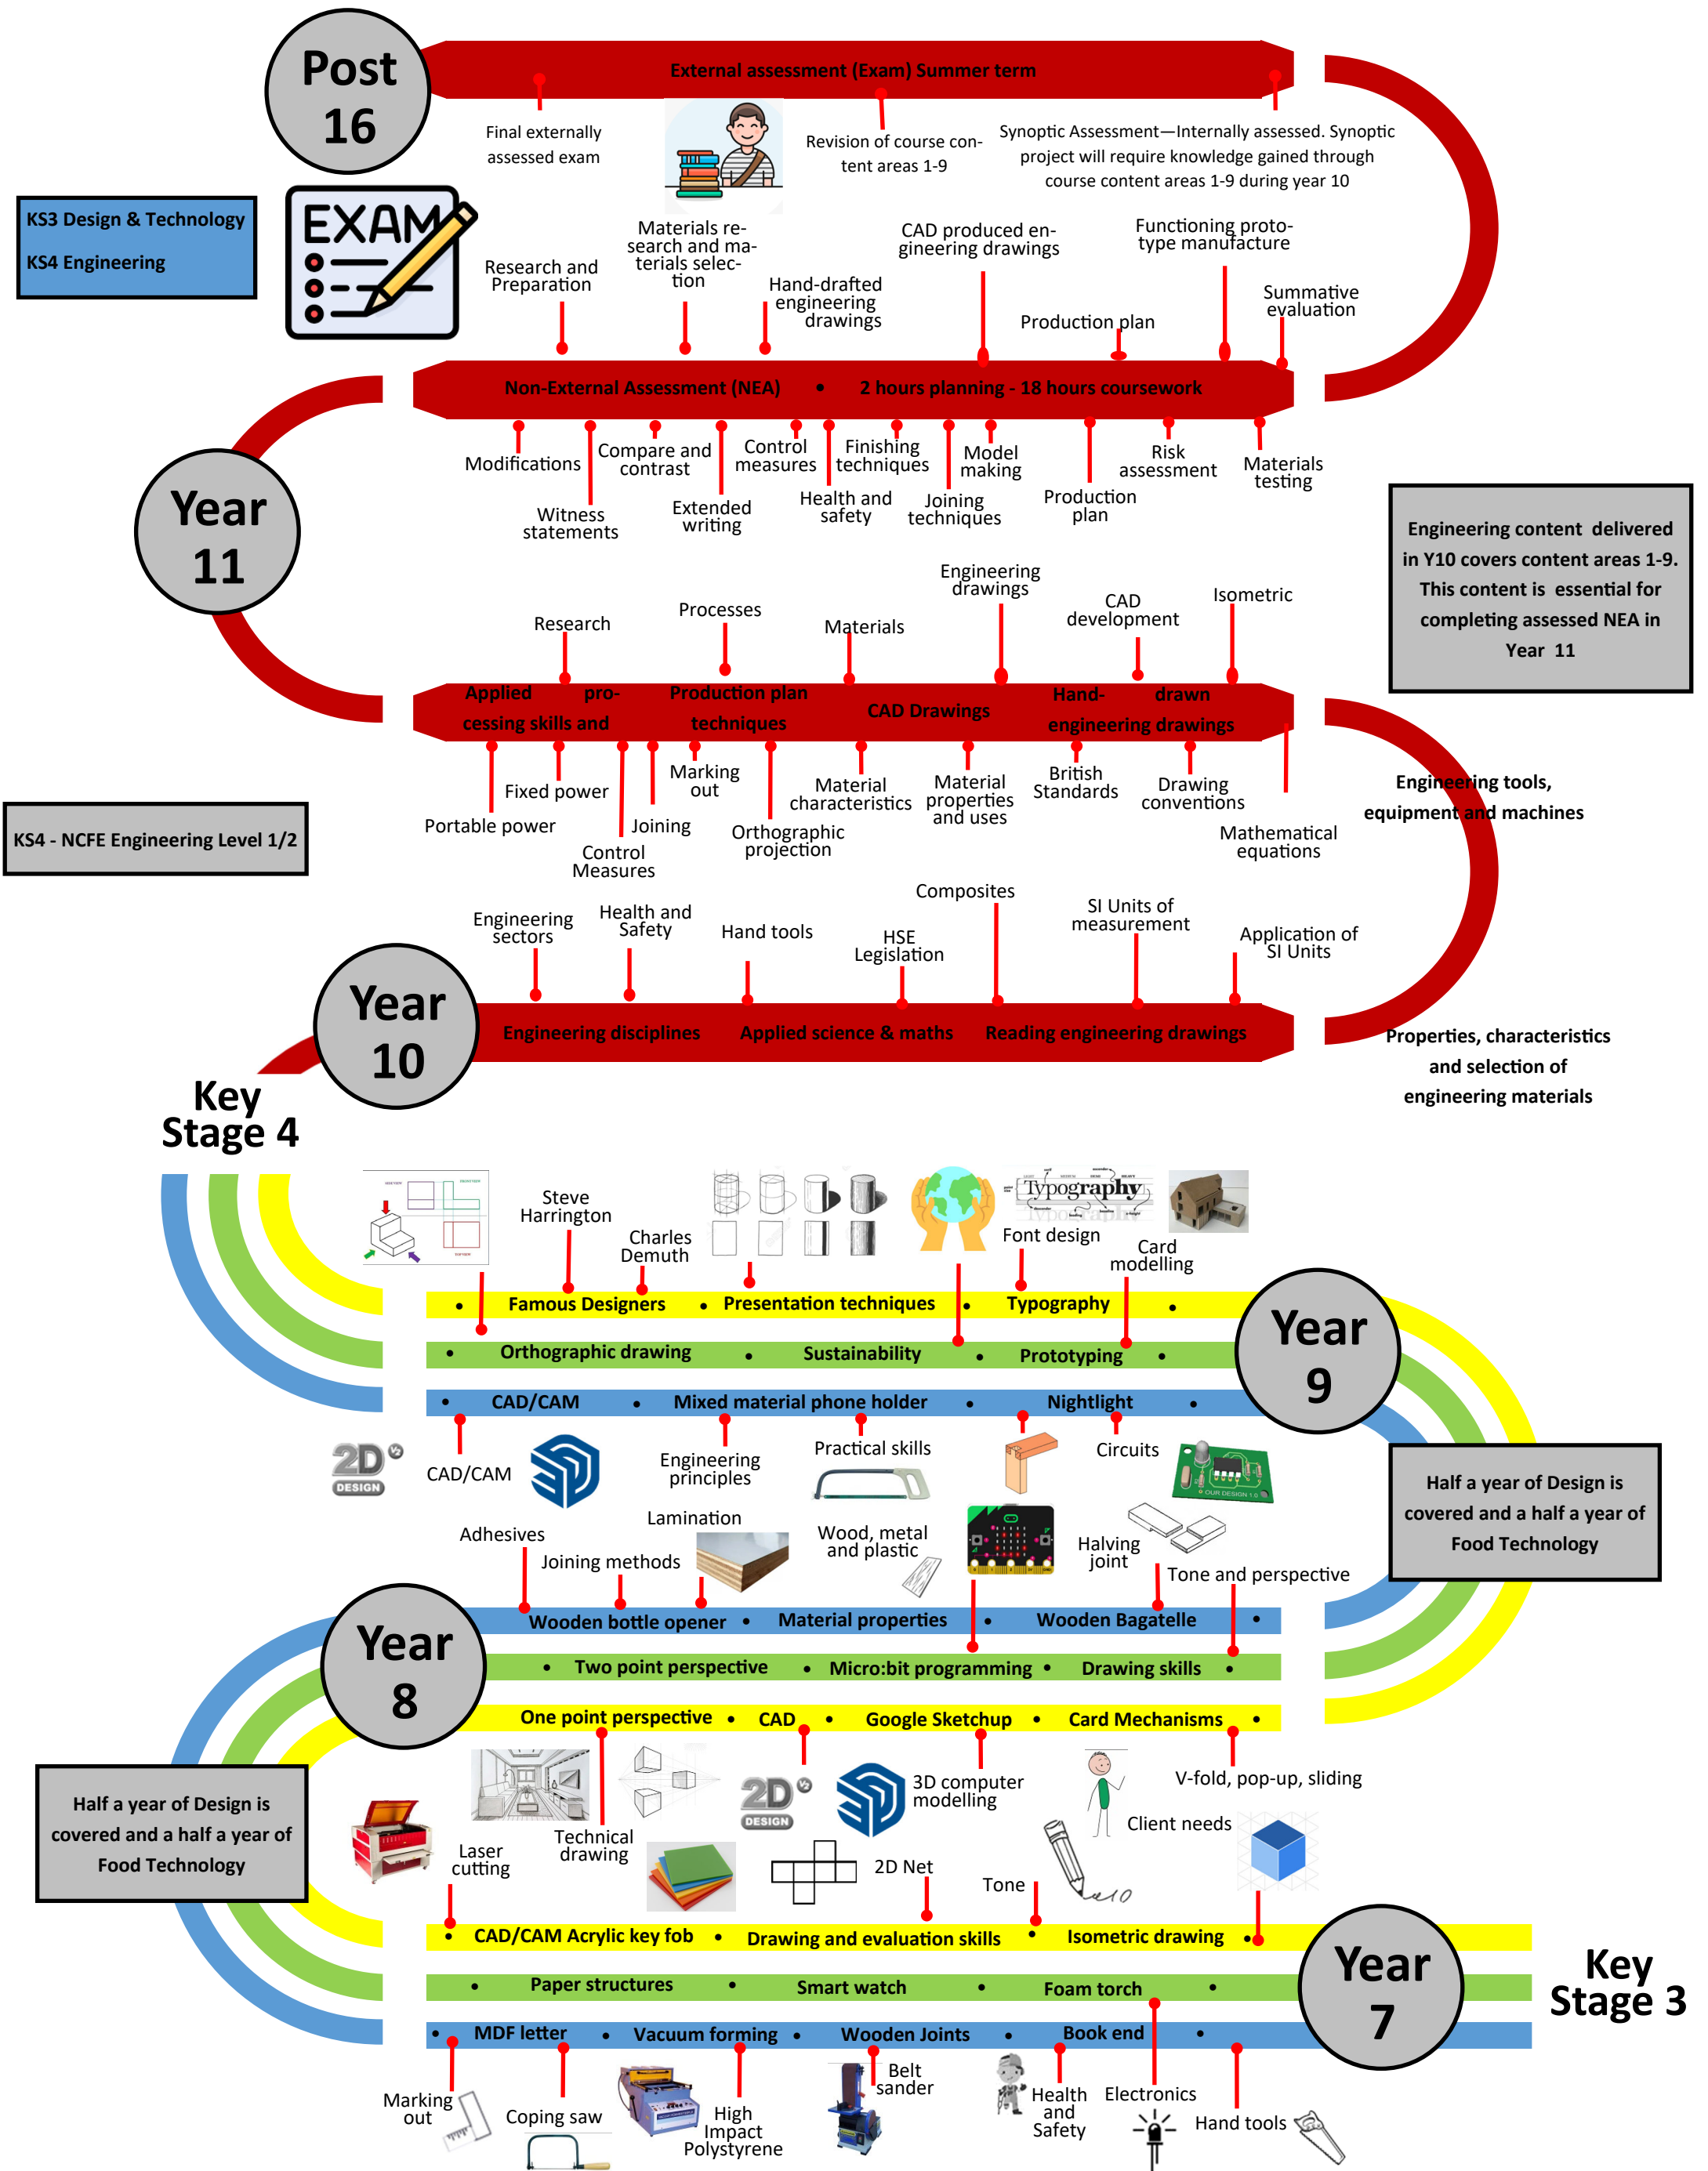 Post
16
External assessment (Exam) Summer term
Final externally
assessed exam
Revision of course con-
tent areas 1-9
Synoptic Assessment—Internally assessed. Synoptic
project will require knowledge gained through
course content areas 1-9 during year 10
KS3 Design & Technology
KS4 Engineering
EXAM
Research and
Preparation
Materials re-
search and ma-
terials selec-
tion
Hand-drafted
engineering
drawings
CAD produced en-
gineering drawings
Production plan
Functioning proto-
type manufacture
Summative
evaluation
Non-External Assessment (NEA) • 2 hours planning - 18 hours coursework
Modifications
Witness
statements
Compare and
contrast
Extended
writing
Control
measures
Health and
safety
Finishing
techniques
Joining
techniques
Model
making
Production
plan
Risk
assessment
Materials
testing
Year
11
Engineering content delivered
in Y10 covers content areas 1-9.
This content is essential for
completing assessed NEA in
Year 11
Research
Processes
Materials
Engineering
drawings
CAD
development
Isometric
Applied pro-
cessing skills and
Production plan
techniques
CAD Drawings
Hand- drawn
engineering drawings
Portable power
Fixed power
Control
Measures
Joining
Marking
out
Orthographic
projection
Material
characteristics
Material
properties
and uses
British
Standards
Drawing
conventions
Mathematical
equations
Engineering tools,
equipment and machines
KS4 - NCFE Engineering Level 1/2
Engineering
sectors
Health and
Safety
Hand tools
HSE
Legislation
Composites
SI Units of
measurement
Application of
SI Units
Year
10
Engineering disciplines Applied science & maths Reading engineering drawings
Properties, characteristics
and selection of
engineering materials
Key
Stage 4
Steve
Harrington
Charles
Demuth
Typography
Font design
Card
modelling
• Famous Designers • Presentation techniques • Typography •
• Orthographic drawing • Sustainability • Prototyping •
• CAD/CAM • Mixed material phone holder • Nightlight •
Year
9
2D V2
DESIGN
CAD/CAM
Engineering
principles
Practical skills
Circuits
OUR DESIGN 1.0
Half a year of Design is
covered and a half a year of
Food Technology
Adhesives
Joining methods
Lamination
Wood, metal
and plastic
Halving
joint
Tone and perspective
Year
8
Wooden bottle opener • Material properties • Wooden Bagatelle •
• Two point perspective • Micro:bit programming • Drawing skills •
One point perspective • CAD • Google Sketchup • Card Mechanisms •
Technical
drawing
2D V2
DESIGN
3D computer
modelling
Client needs
V-fold, pop-up, sliding
Half a year of Design is
covered and a half a year of
Food Technology
Laser
cutting
2D Net
Tone
• CAD/CAM Acrylic key fob • Drawing and evaluation skills • Isometric drawing •
• Paper structures • Smart watch • Foam torch •
• MDF letter • Vacuum forming • Wooden Joints • Book end •
Year
7
Key
Stage 3
Marking
out
Coping saw
High
Impact
Polystyrene
Belt
sander
Health
and
Safety
Electronics
Hand tools